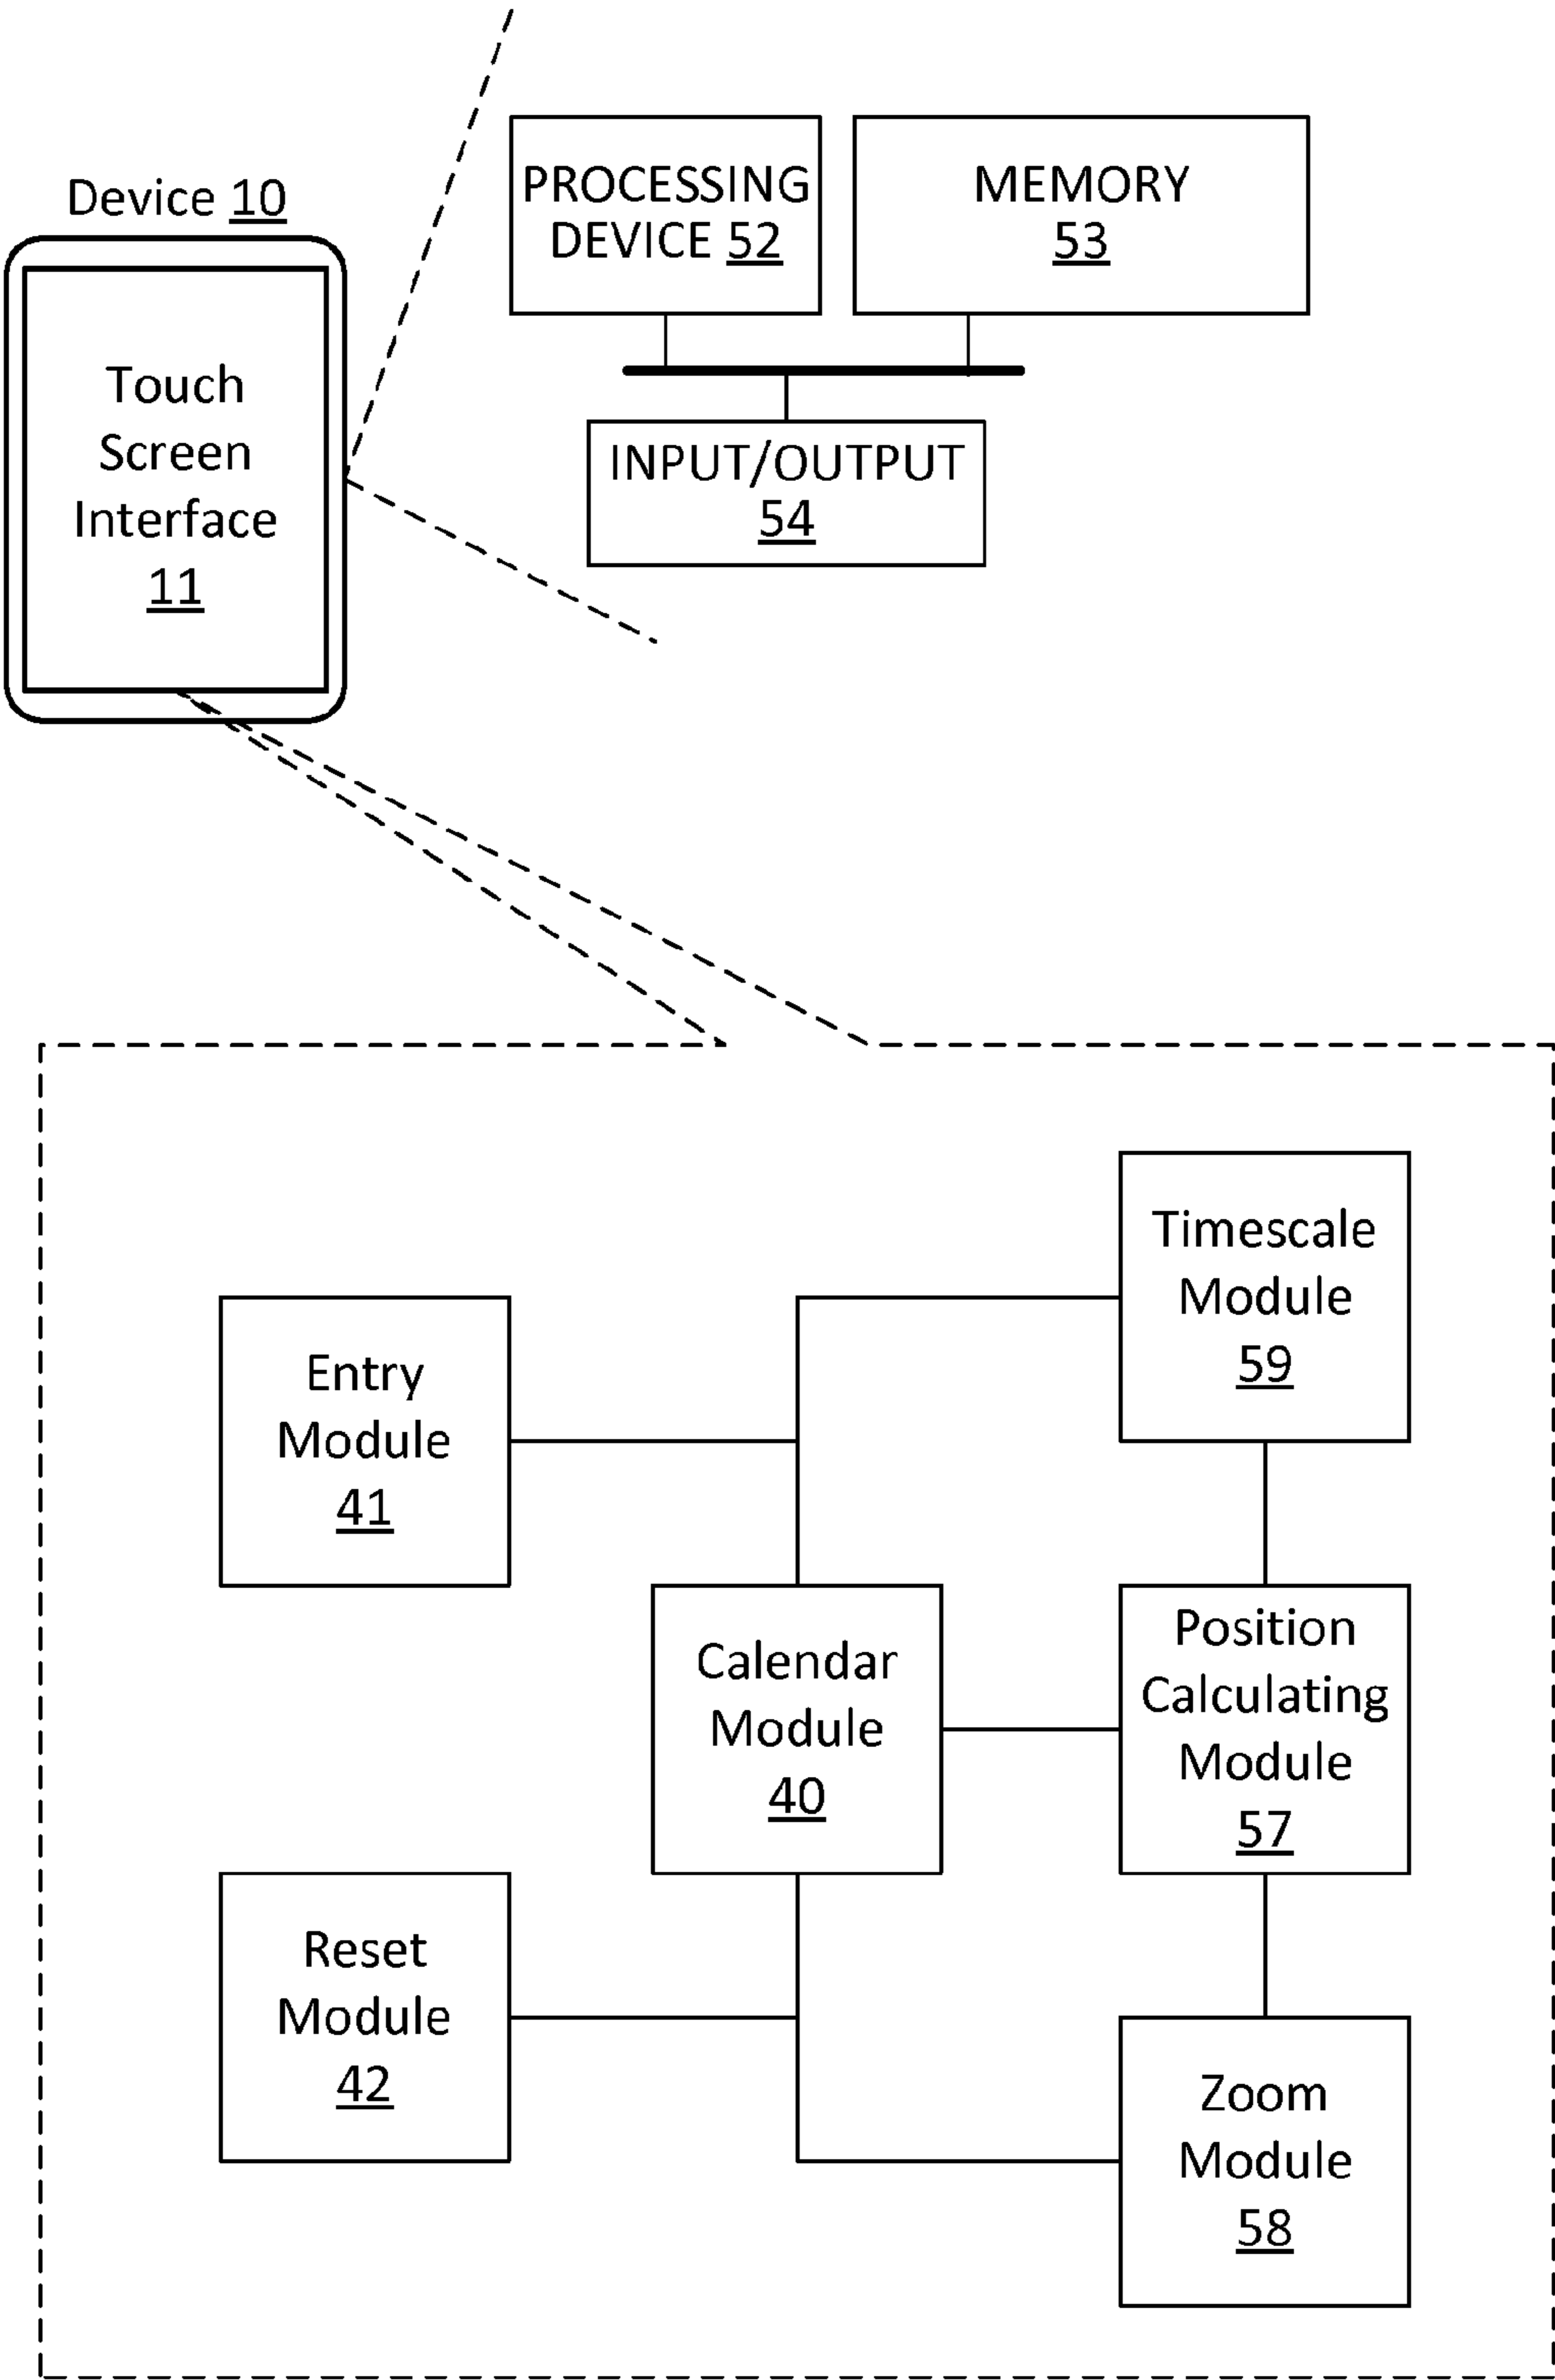 Device 10
Touch
Screen
Interface
11
PROCESSING
DEVICE 52
MEMORY
53
INPUT/OUTPUT
54
Timescale
Module
59
Entry
Module
41
Calendar
Module
40
Position
Calculating
Module
57
Reset
Module
42
Zoom
Module
58